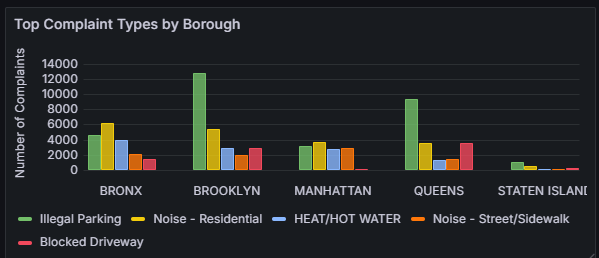 Top Complaint Types by Borough
Number of Complaints
14000
12000
10000
8000
6000
4000
2000
0
BRONX BROOKLYN MANHATTAN QUEENS STATEN ISLAND
Illegal Parking Noise - Residential HEAT/HOT WATER Noise - Street/Sidewalk
Blocked Driveway